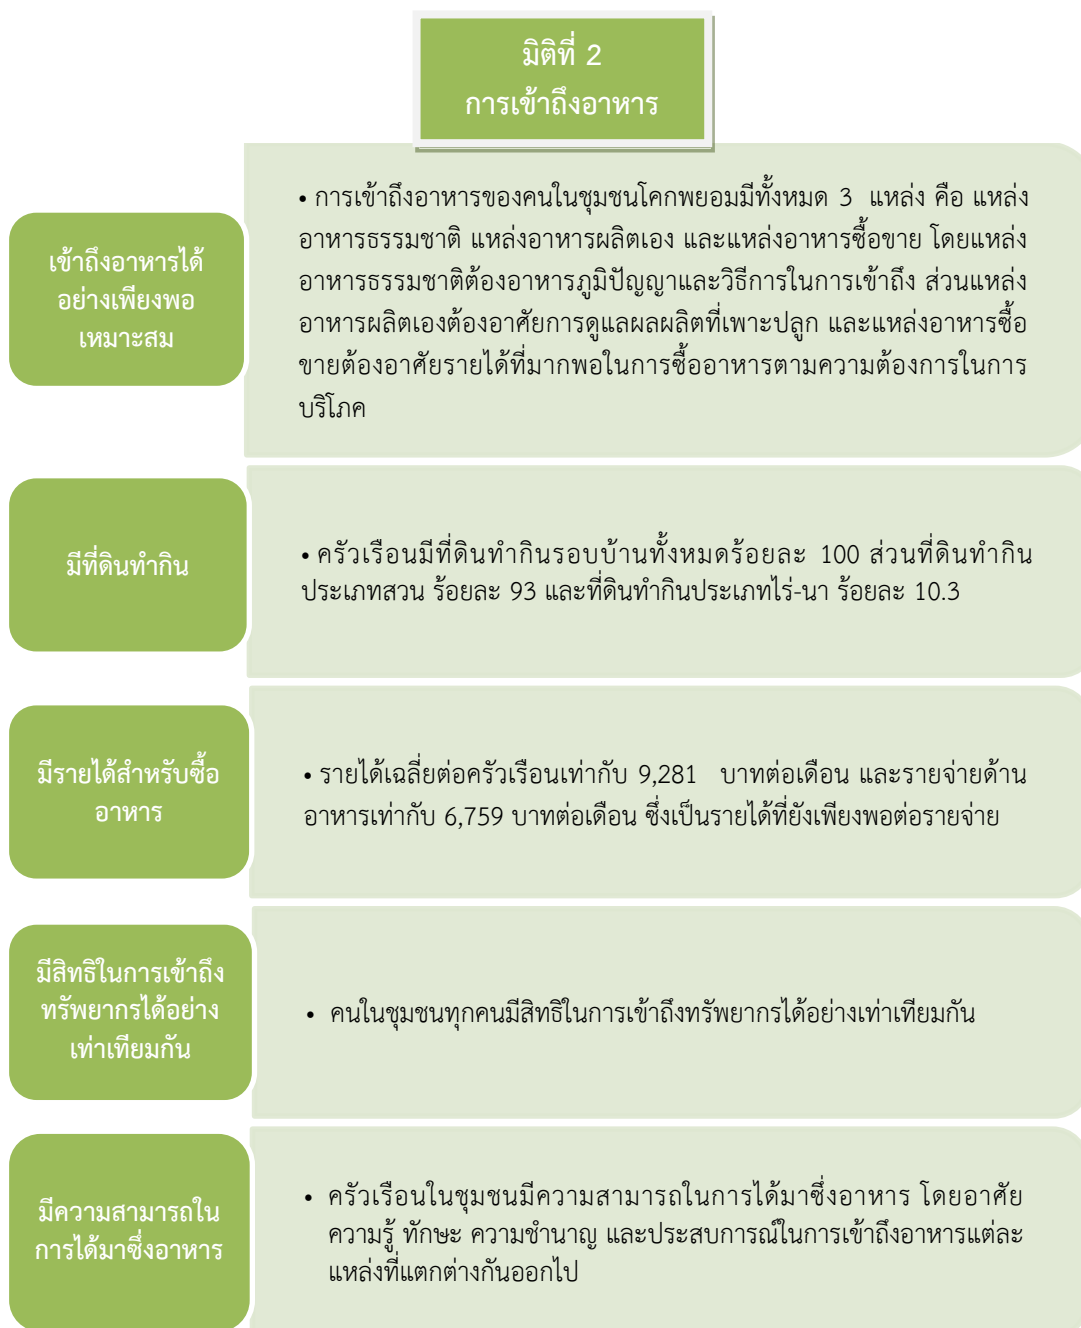 มิติที่ 2
การเข้าถึงอาหาร
เข้าถึงอาหารได้
อย่างเพียงพอ
เหมาะสม
• การเข้าถึงอาหารของคนในชุมชนโคกพยอมมีทั้งหมด 3 แหล่ง คือ แหล่ง
อาหารธรรมชาติ แหล่งอาหารผลิตเอง และแหล่งอาหารซื้อขาย โดยแหล่ง
อาหารธรรมชาติต้องอาหารภูมิปัญญาและวิธีการในการเข้าถึง ส่วนแหล่ง
อาหารผลิตเองต้องอาศัยการดูแลผลผลิตที่เพาะปลูก และแหล่งอาหารซื้อ
ขายต้องอาศัยรายได้ที่มากพอในการซื้ออาหารตามความต้องการในการ
บริโภค
มีที่ดินทำกิน
• ครัวเรือนมีที่ดินทำกินรอบบ้านทั้งหมดร้อยละ 100 ส่วนที่ดินทำกิน
ประเภทสวน ร้อยละ 93 และที่ดินทำกินประเภทไร่-นา ร้อยละ 10.3
มีรายได้สำหรับซื้อ
อาหาร
• รายได้เฉลี่ยต่อครัวเรือนเท่ากับ 9,281 บาทต่อเดือน และรายจ่ายด้าน
อาหารเท่ากับ 6,759 บาทต่อเดือน ซึ่งเป็นรายได้ที่ยังเพียงพอต่อรายจ่าย
มีสิทธิในการเข้าถึง
ทรัพยากรได้อย่าง
เท่าเทียมกัน
• คนในชุมชนทุกคนมีสิทธิในการเข้าถึงทรัพยากรได้อย่างเท่าเทียมกัน
มีความสามารถใน
การได้มาซึ่งอาหาร
• ครัวเรือนในชุมชนมีความสามารถในการได้มาซึ่งอาหาร โดยอาศัย
ความรู้ ทักษะ ความชำนาญ และประสบการณ์ในการเข้าถึงอาหารแต่ละ
แหล่งที่แตกต่างกันออกไป